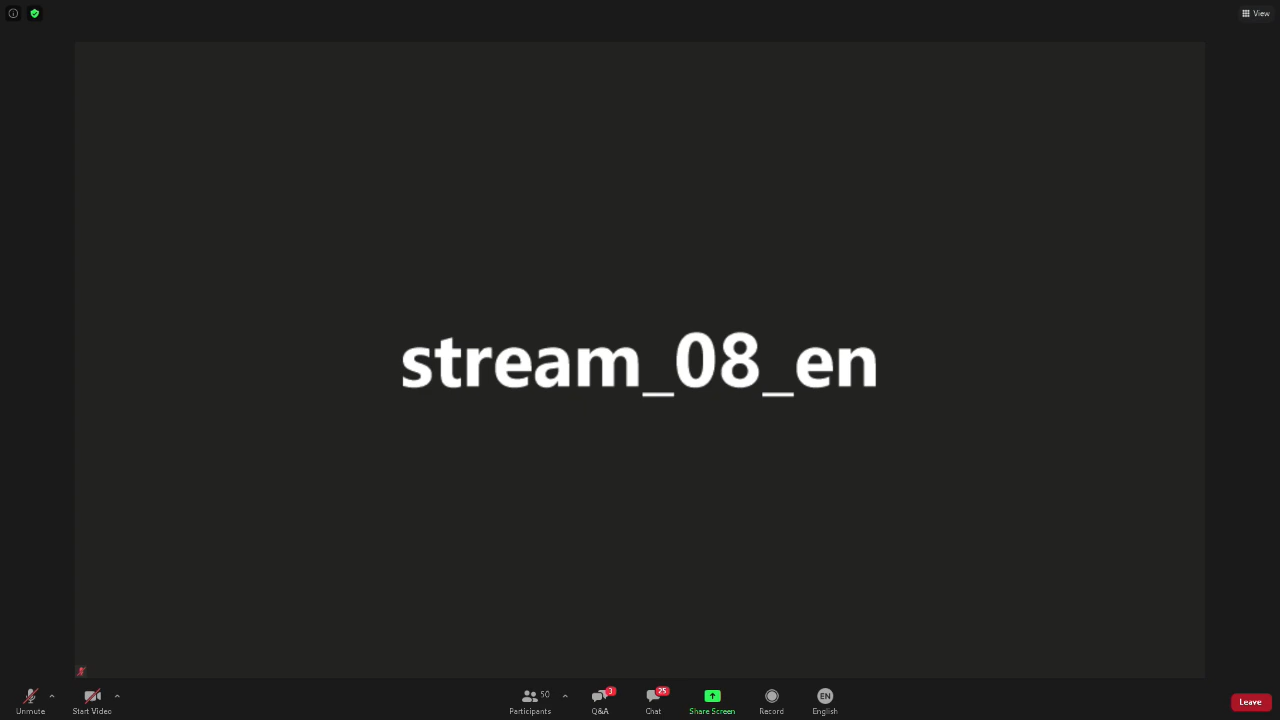 View
stream_08_en
Unmute
Start Video
50
Participants
3
Q&A
25
Chat
Share Screen
Record
EN
English
Leave